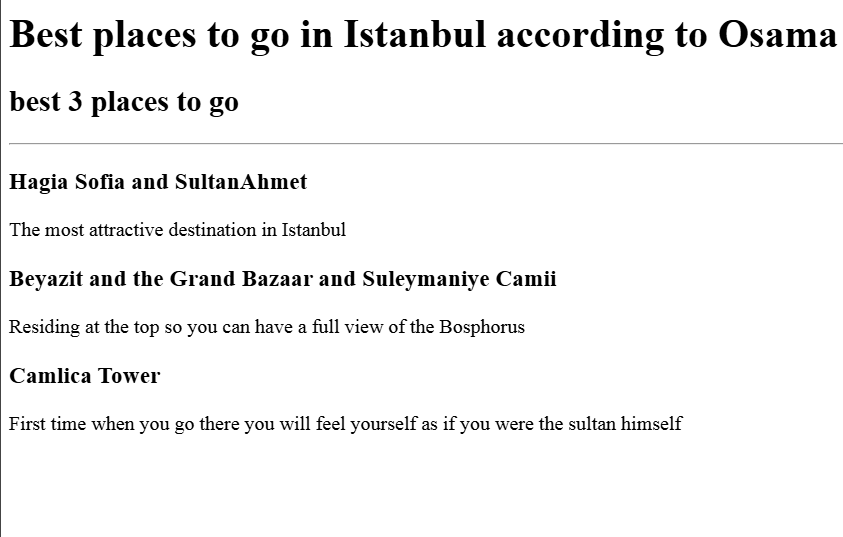 Best places to go in Istanbul according to Osama
best 3 places to go
Hagia Sofia and SultanAhmet
The most attractive destination in Istanbul
Beyazit and the Grand Bazaar and Suleymaniye Camii
Residing at the top so you can have a full view of the Bosphorus
Camlica Tower
First time when you go there you will feel yourself as if you were the sultan himself